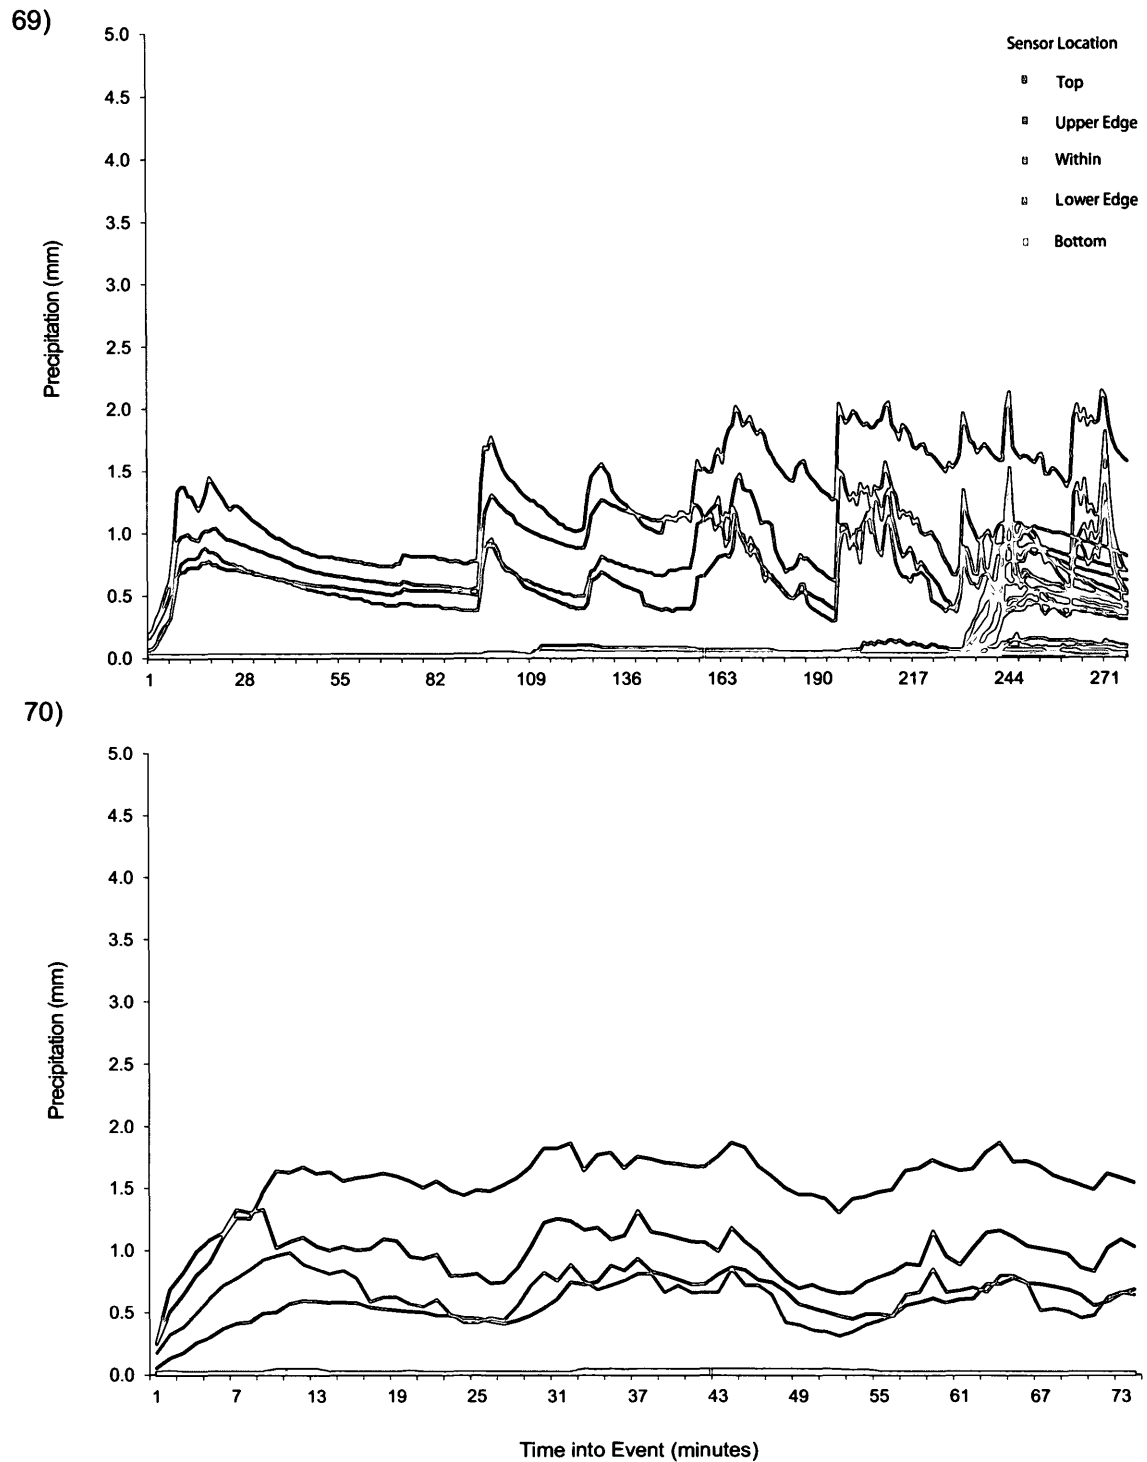 69)
5.0
4.5
4.0
3.5
3.0
2.5
2.0
1.5
1.0
0.5
0.0
Precipitation (mm)
1 28 55 82 109 136 163 190 217 244 271
Sensor Location
Top
Upper Edge
Within
Lower Edge
Bottom
70)
5.0
4.5
4.0
3.5
3.0
2.5
2.0
1.5
1.0
0.5
0.0
Precipitation (mm)
1 7 13 19 25 31 37 43 49 55 61 67 73
Time into Event (minutes)